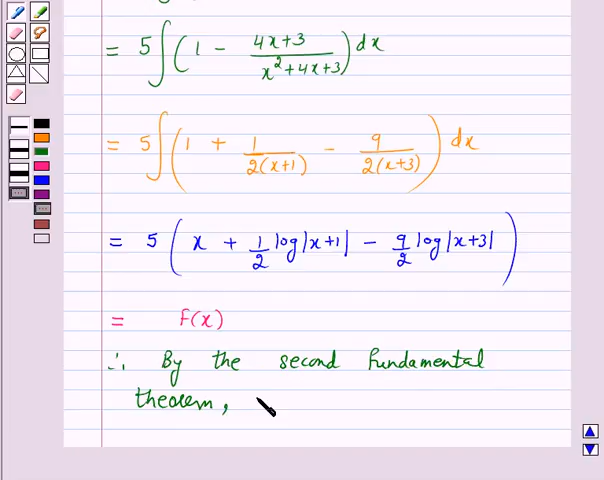 = 5∫(1 - (4x+3)/(x²+4x+3)) dx
= 5∫(1 + 1/(2(x+1)) - 9/(2(x+3))) dx
= 5(x + 1/2 log|x+1| - 9/2 log|x+3|)
= F(x)
∴ By the second fundamental
theorem,